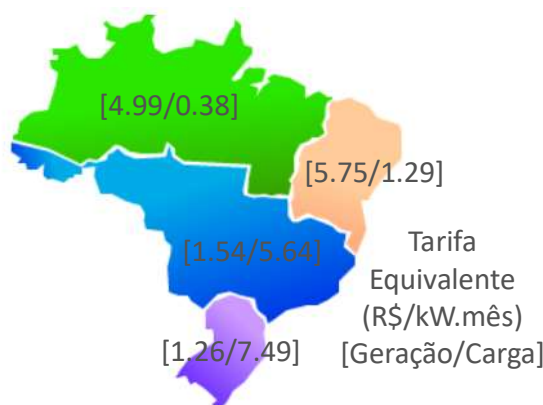 [4.99/0.38]
[5.75/1.29]
[1.54/5.64]
Tarifa
Equivalente
(R$/kW.mês)
[Geração/Carga]
[1.26/7.49]